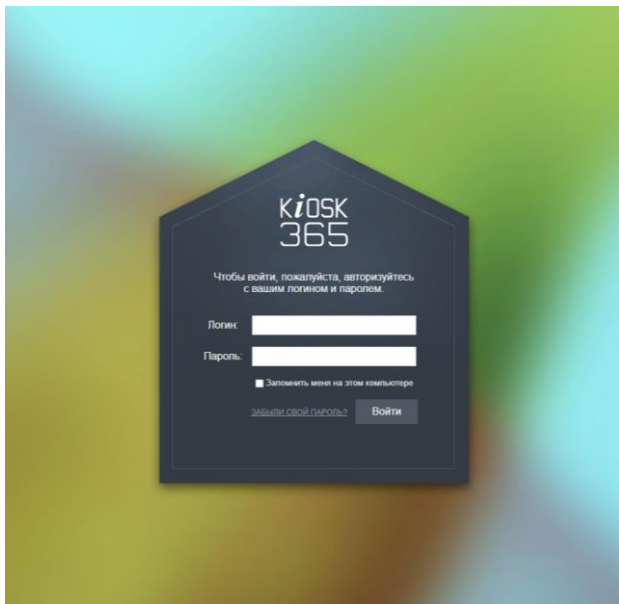 KiOSK
365
Чтобы войти, пожалуйста, авторизуйтесь
с вашим логином и паролем.
Логин:
Пароль:
Запомнить меня на этом компьютере
ЗАБЫЛИ СВОЙ ПАРОЛЬ? Войти